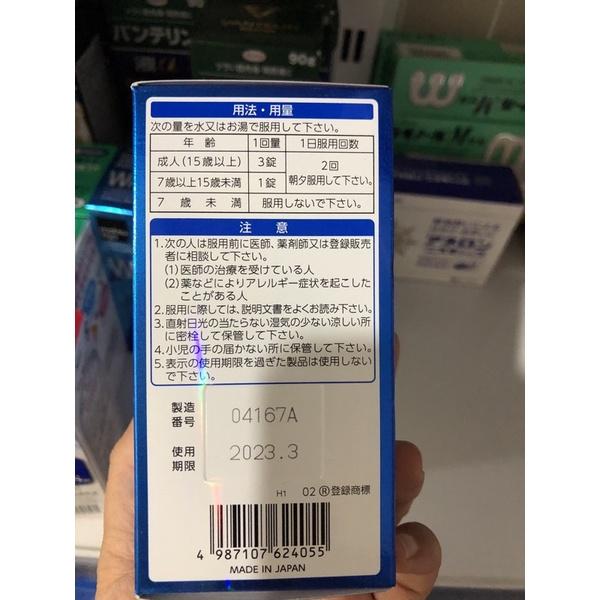 バンテリン
90g
用法・用量
次の量を水又はお湯で服用して下さい。
年齢 1回量 1日服用回数
成人(15歳以上) 3錠 2回
7歳以上15歳未満 1錠 朝夕服用して下さい。
7歳未満 服用しないで下さい。
注意
1.次の人は服用前に医師、薬剤師又は登録販売
者に相談して下さい。
(1)医師の治療を受けている人
(2)薬などによりアレルギー症状を起こした
ことがある人
2.服用に際しては、説明文書をよくお読み下さい。
3.直射日光の当たらない湿気の少ない涼しい所
に密栓して保管して下さい。
4.小児の手の届かない所に保管して下さい。
5.表示の使用期限を過ぎた製品は使用しない
で下さい。
製造
番号
04167A
使用
期限
2023.3
H1 02 ®登録商標
4 987107 624055
MADE IN JAPAN